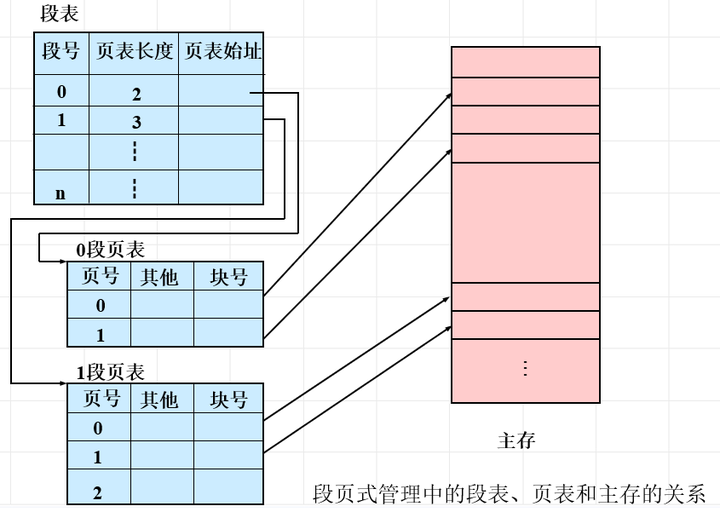 段表
段号 页表长度 页表始址
0 2
1 3
⋮
n ⋮
0段页表
页号 其他 块号
0
1
1段页表
页号 其他 块号
0
1
2
⋮
主存
段页式管理中的段表、页表和主存的关系